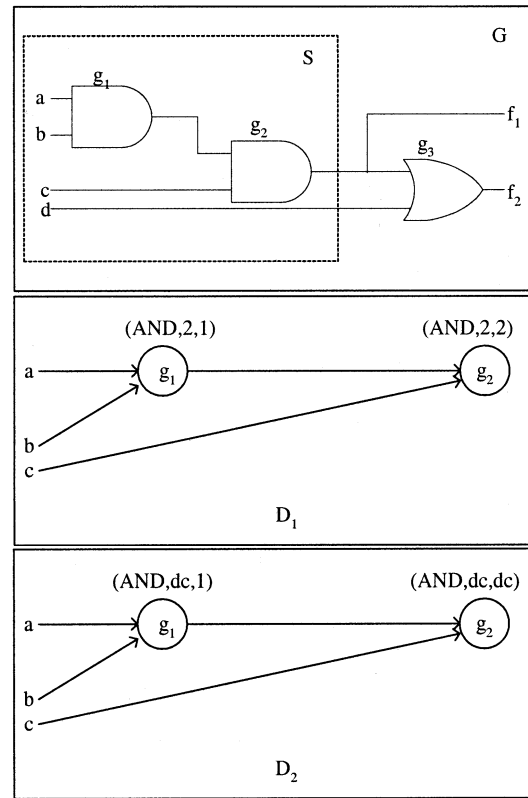 G
S
g1
a
b
g2
f1
g3
c
d
f2
(AND,2,1)
(AND,2,2)
a
g1
g2
b
c
D1
(AND,dc,1)
(AND,dc,dc)
a
g1
g2
b
c
D2